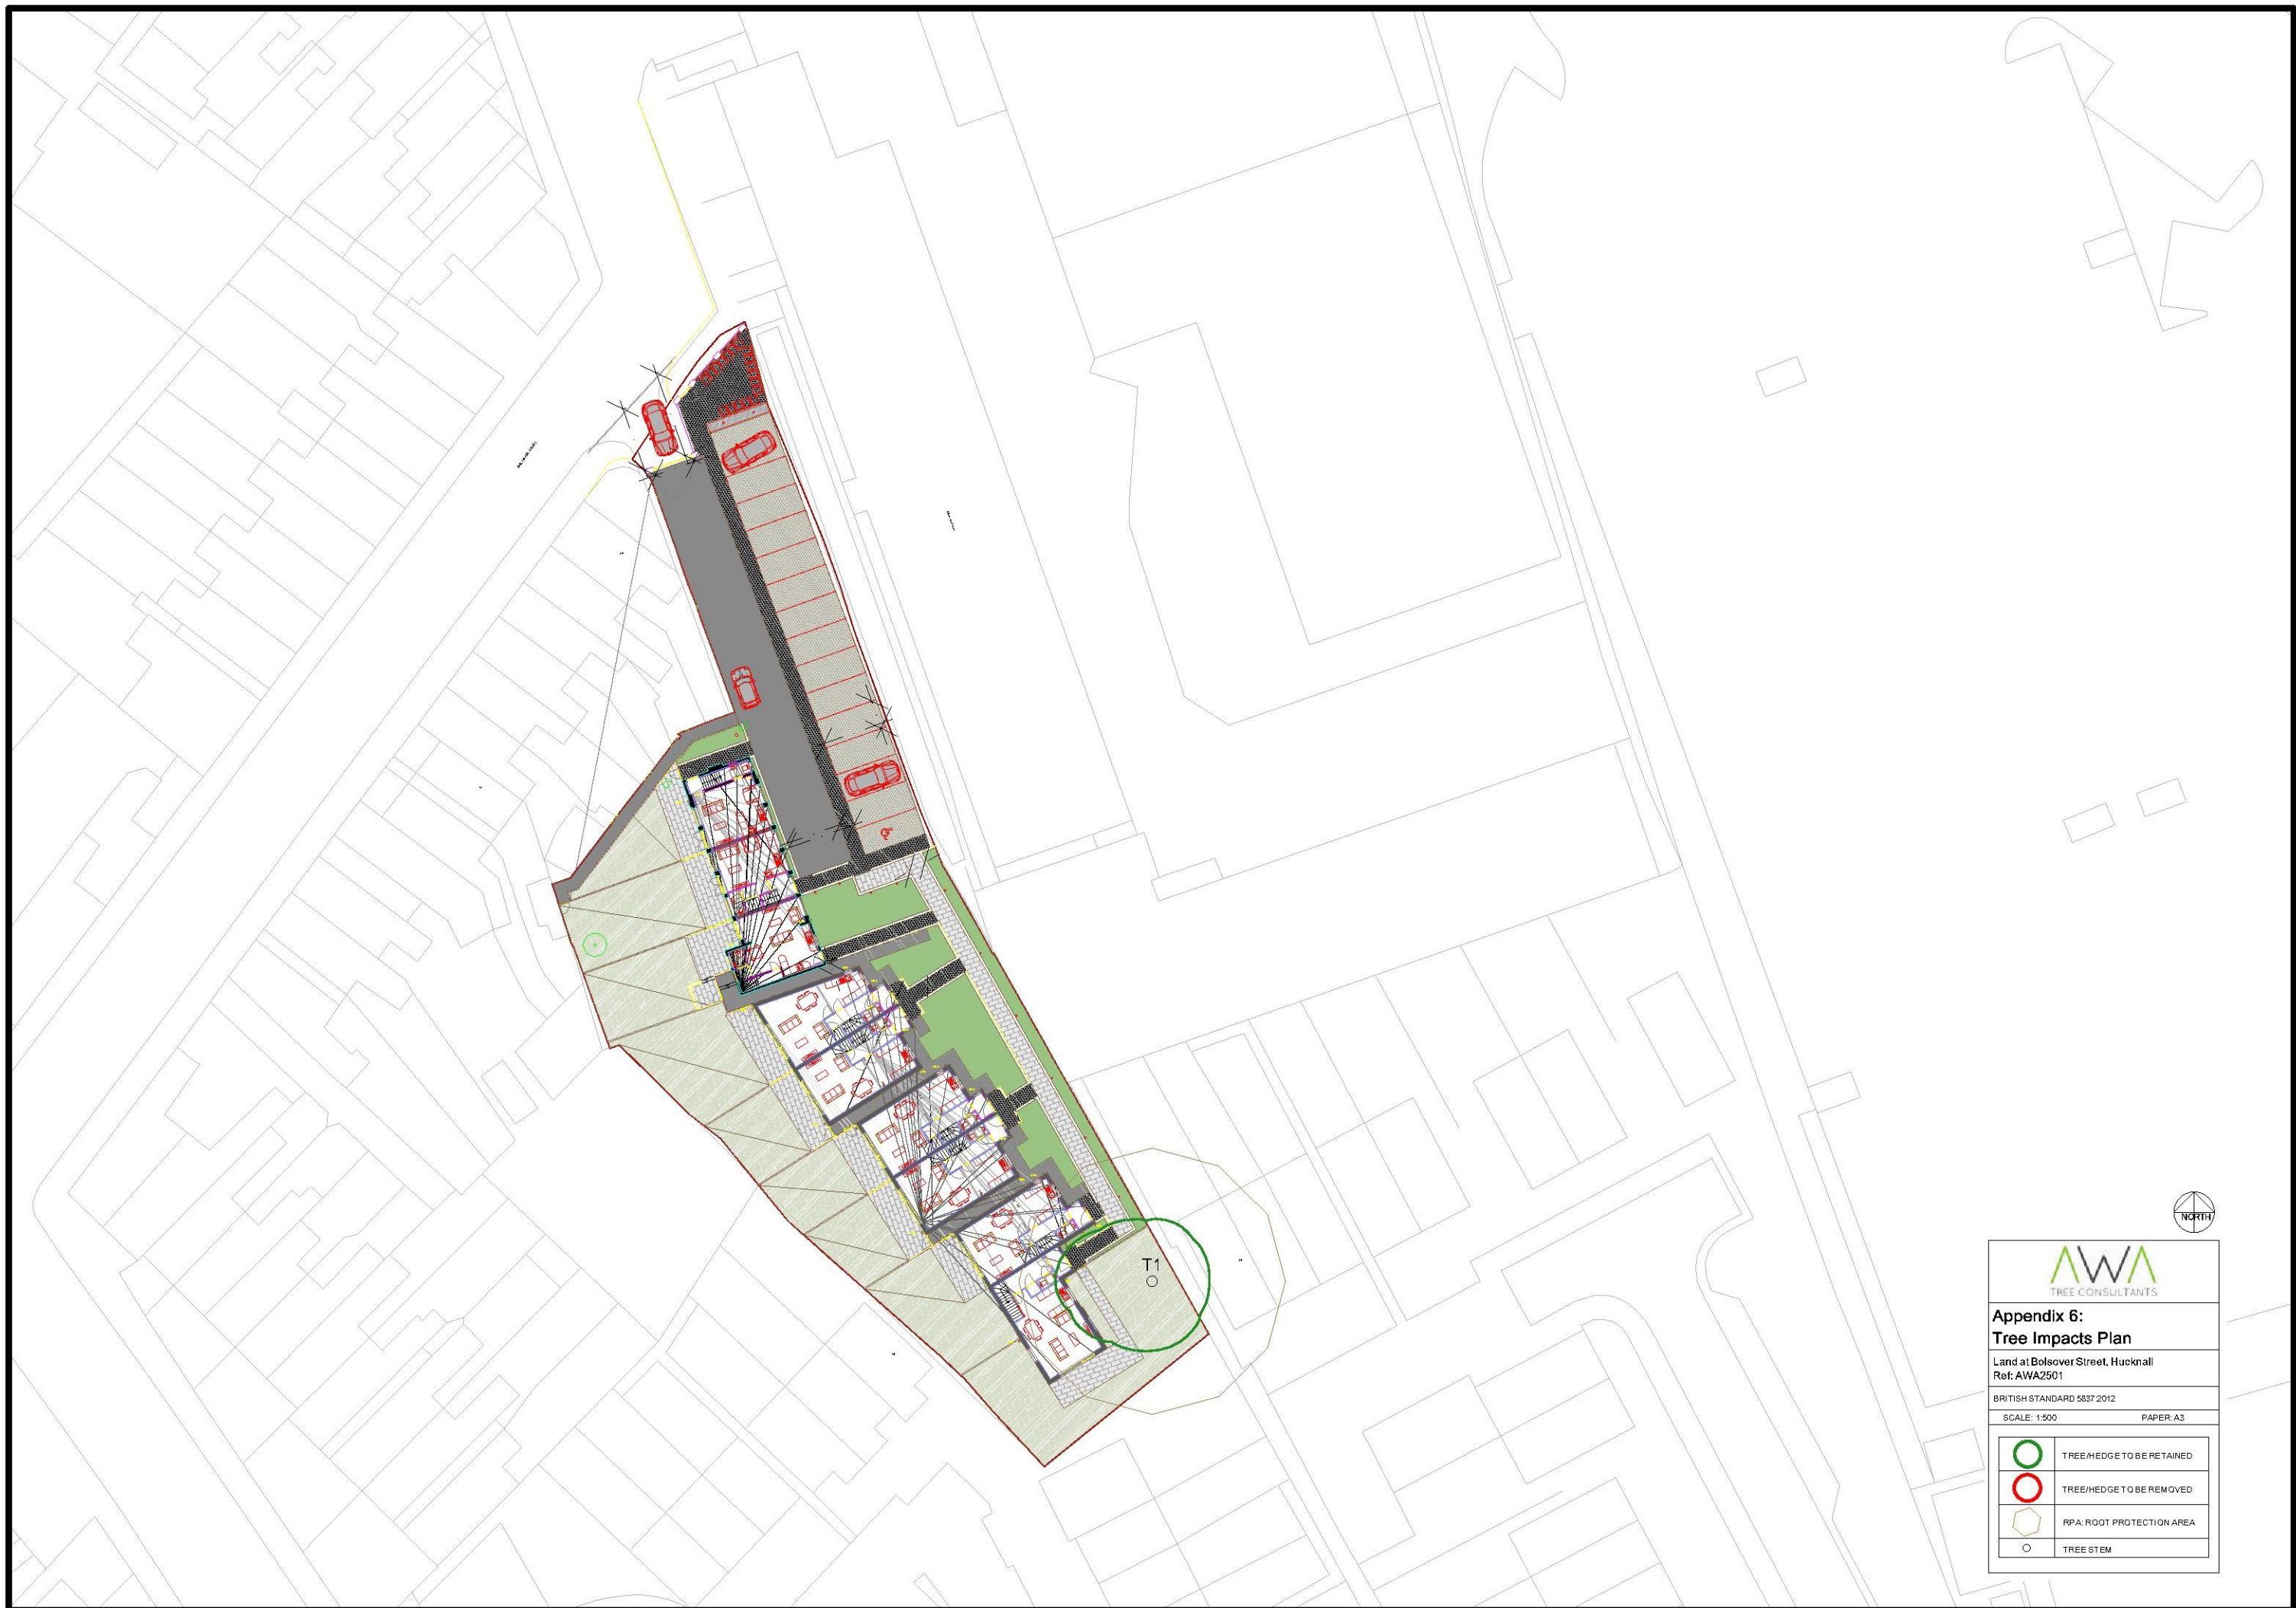 T1
NORTH
AWA
TREE CONSULTANTS
Appendix 6:
Tree Impacts Plan
Land at Bolsover Street, Hucknall
Ref: AWA2501
BRITISH STANDARD 5837:2012
SCALE: 1:500 PAPER: A3
TREE/HEDGE TO BE RETAINED
TREE/HEDGE TO BE REMOVED
RPA: ROOT PROTECTION AREA
TREE STEM